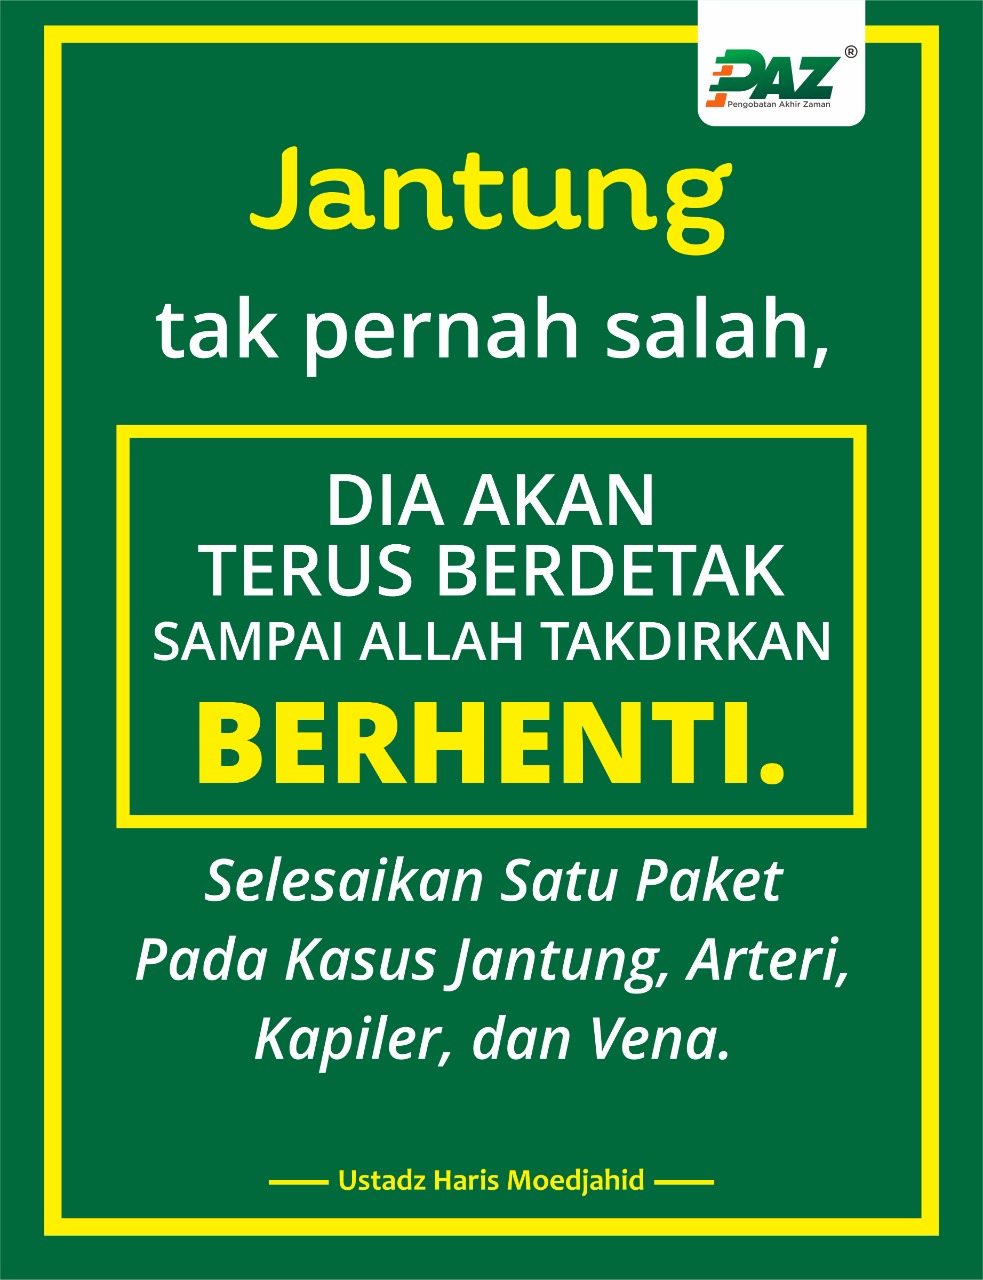 PAZ®
Pengobatan Akhir Zaman
Jantung
tak pernah salah,
DIA AKAN
TERUS BERDETAK
SAMPAI ALLAH TAKDIRKAN
BERHENTI.
Selesaikan Satu Paket
Pada Kasus Jantung, Arteri,
Kapiler, dan Vena.
Ustadz Haris Moedjahid